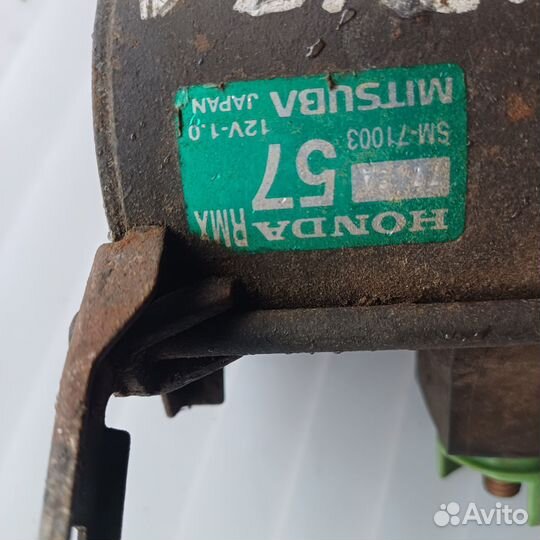 MITSUBA JAPAN
SM-71003 12V-1.0
57
HONDA RMX
Avito